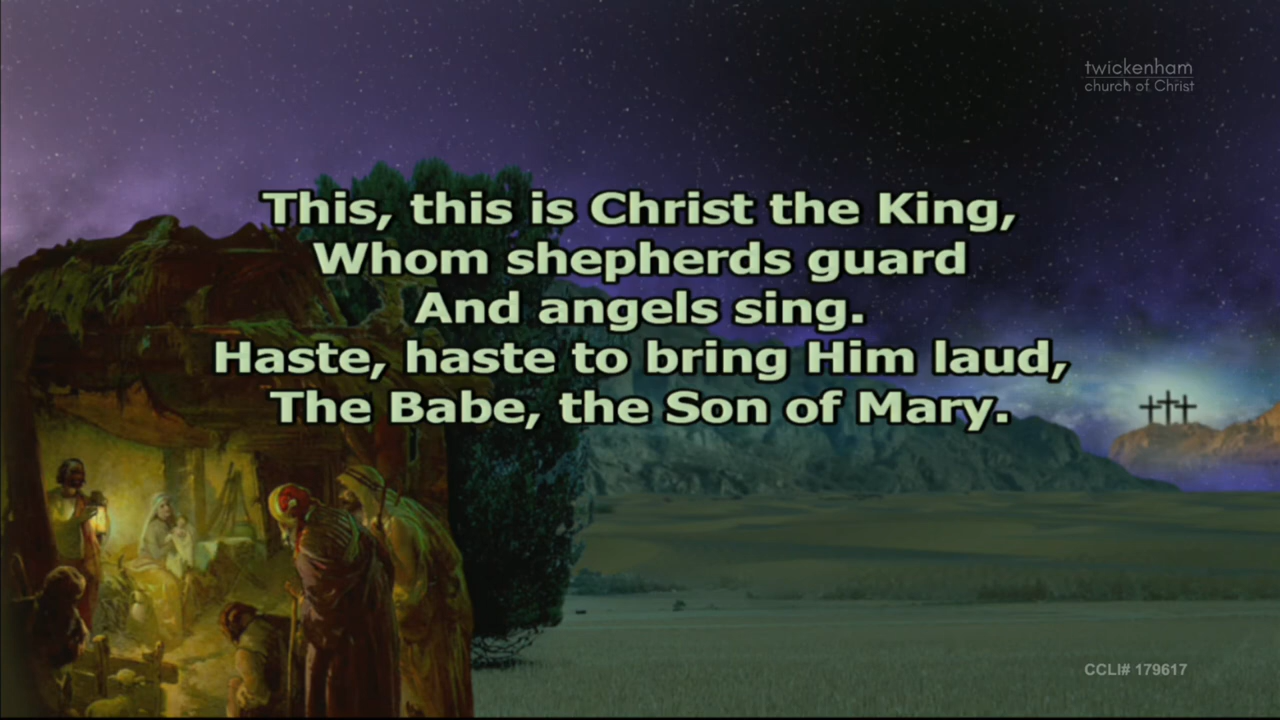 twickenham
church of Christ
This, this is Christ the King,
Whom shepherds guard
And angels sing.
Haste, haste to bring Him laud,
The Babe, the Son of Mary.
CCLI# 179617